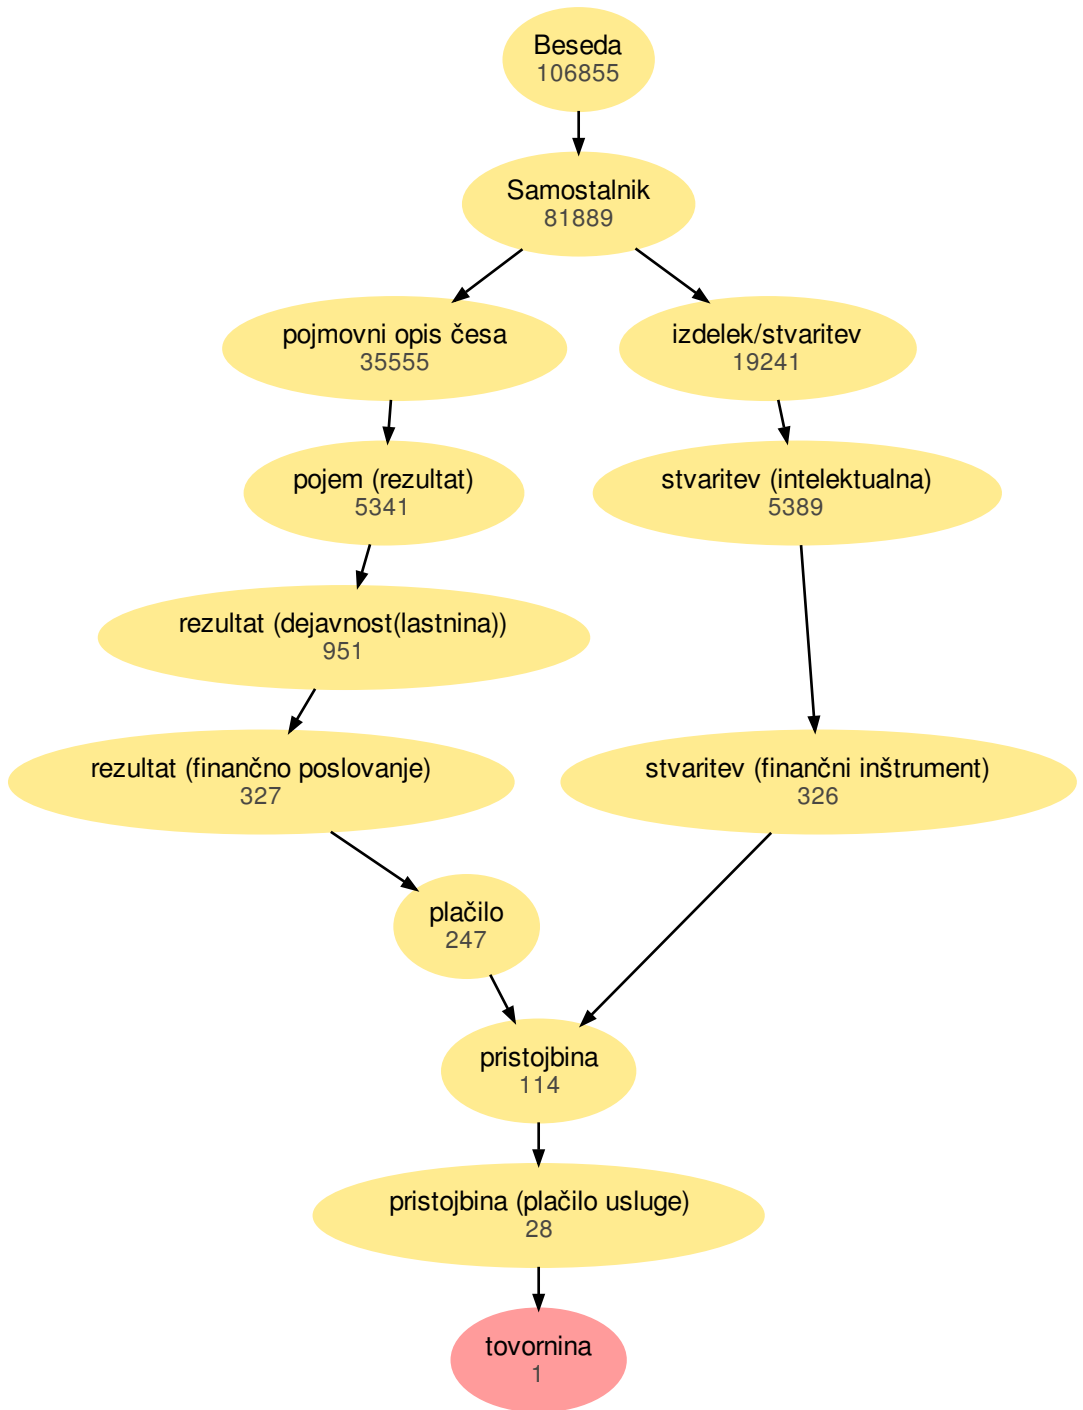 Beseda
106855
Samostalnik
81889
pojmovni opis česa
35555
izdelek/stvaritev
19241
pojem (rezultat)
5341
stvaritev (intelektualna)
5389
rezultat (dejavnost(lastnina))
951
rezultat (finančno poslovanje)
327
stvaritev (finančni inštrument)
326
plačilo
247
pristojbina
114
pristojbina (plačilo usluge)
28
tovornina
1